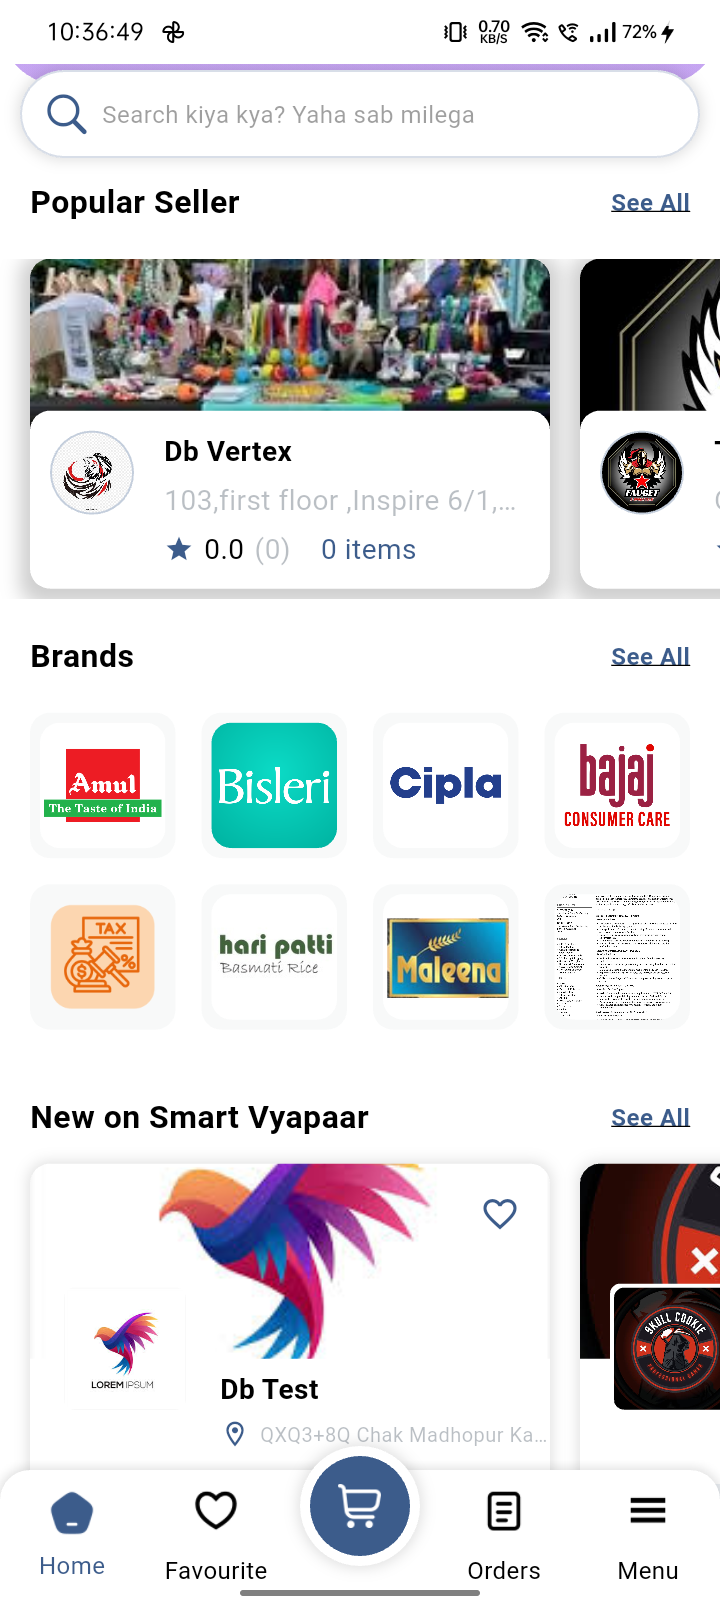 10:36:49
0.70
KB/S
72%
Search kiya kya? Yaha sab milega
Popular Seller
See All
Db Vertex
103,first floor ,Inspire 6/1,...
0.0 (0) 0 items
FAUGET
Brands
See All
Amul
The Taste of India
Bisleri
Cipla
bajaj
CONSUMER CARE
TAX
hari patti
Basmati Rice
Maleena
New on Smart Vyapaar
See All
LOREM IPSUM
SKULL COOKIE
PROFESSIONAL GAMER
Db Test
QXQ3+8Q Chak Madhopur Ka...
Home
Favourite
Orders
Menu